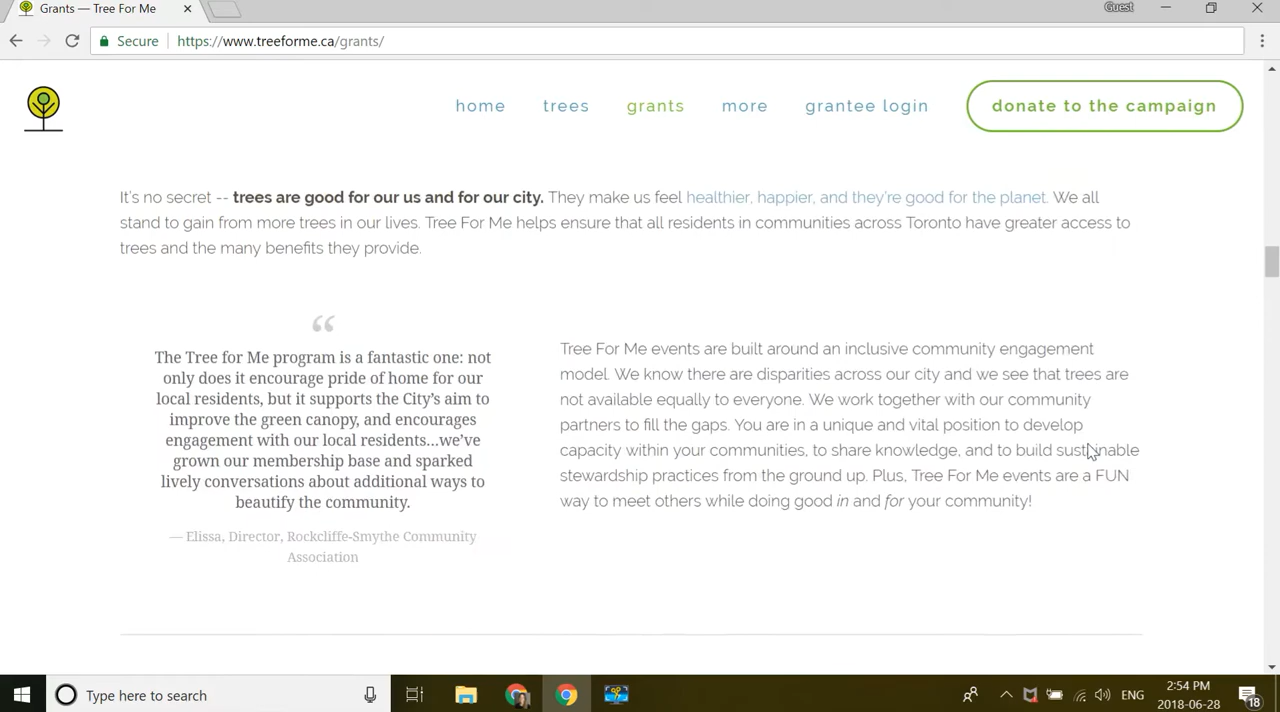 Grants — Tree For Me
Guest
Secure https://www.treeforme.ca/grants/
home trees grants more grantee login donate to the campaign
It's no secret -- trees are good for our us and for our city. They make us feel healthier, happier, and they're good for the planet. We all
stand to gain from more trees in our lives. Tree For Me helps ensure that all residents in communities across Toronto have greater access to
trees and the many benefits they provide.
“
The Tree for Me program is a fantastic one: not
only does it encourage pride of home for our
local residents, but it supports the City's aim to
improve the green canopy, and encourages
engagement with our local residents...we've
grown our membership base and sparked
lively conversations about additional ways to
beautify the community.
— Elissa, Director, Rockcliffe-Smythe Community
Association
Tree For Me events are built around an inclusive community engagement
model. We know there are disparities across our city and we see that trees are
not available equally to everyone. We work together with our community
partners to fill the gaps. You are in a unique and vital position to develop
capacity within your communities, to share knowledge, and to build sustainable
stewardship practices from the ground up. Plus, Tree For Me events are a FUN
way to meet others while doing good in and for your community!
Type here to search
ENG
2:54 PM
2018-06-28
18